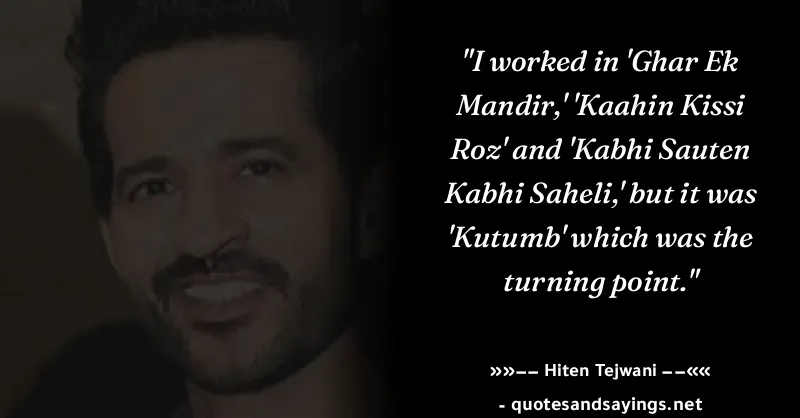 "I worked in 'Ghar Ek
Mandir,' 'Kaahin Kissi
Roz' and 'Kabhi Sauten
Kabhi Saheli,' but it was
'Kutumb' which was the
turning point."
»»−− Hiten Tejwani −−««
- quotesandsayings.net